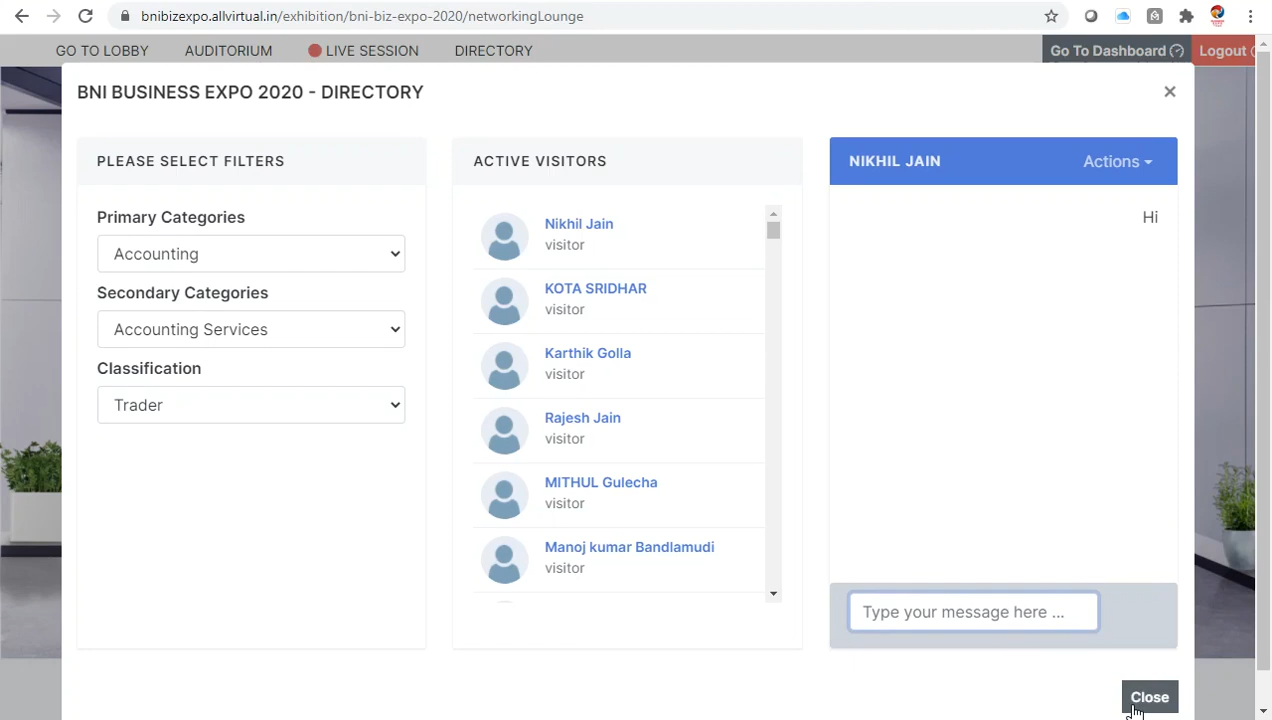 bnibizexpo.allvirtual.in/exhibition/bni-biz-expo-2020/networkingLounge
GO TO LOBBY AUDITORIUM LIVE SESSION DIRECTORY Go To Dashboard Logout
BNI BUSINESS EXPO 2020 - DIRECTORY ×
PLEASE SELECT FILTERS
Primary Categories
Accounting
Secondary Categories
Accounting Services
Classification
Trader
ACTIVE VISITORS
Nikhil Jain
visitor
KOTA SRIDHAR
visitor
Karthik Golla
visitor
Rajesh Jain
visitor
MITHUL Gulecha
visitor
Manoj kumar Bandlamudi
visitor
NIKHIL JAIN Actions
Hi
Type your message here ...
Close